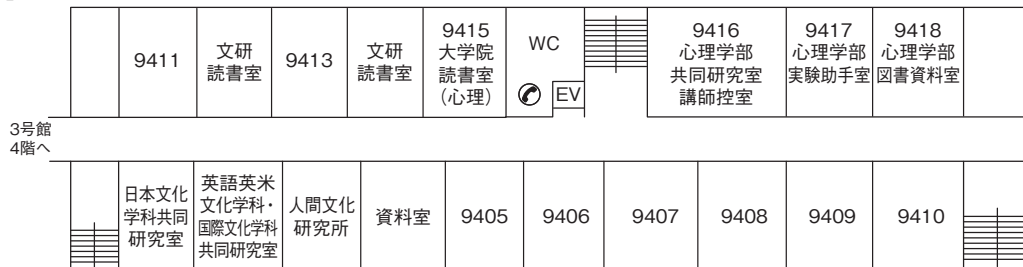 9411
文研
読書室
9413
文研
読書室
9415
大学院
読書室
（心理）
WC
EV
9416
心理学部
共同研究室
講師控室
9417
心理学部
実験助手室
9418
心理学部
図書資料室
3号館
4階へ
日本文化
学科共同
研究室
英語英米
文化学科・
国際文化学科
共同研究室
人間文化
研究所
資料室
9405
9406
9407
9408
9409
9410